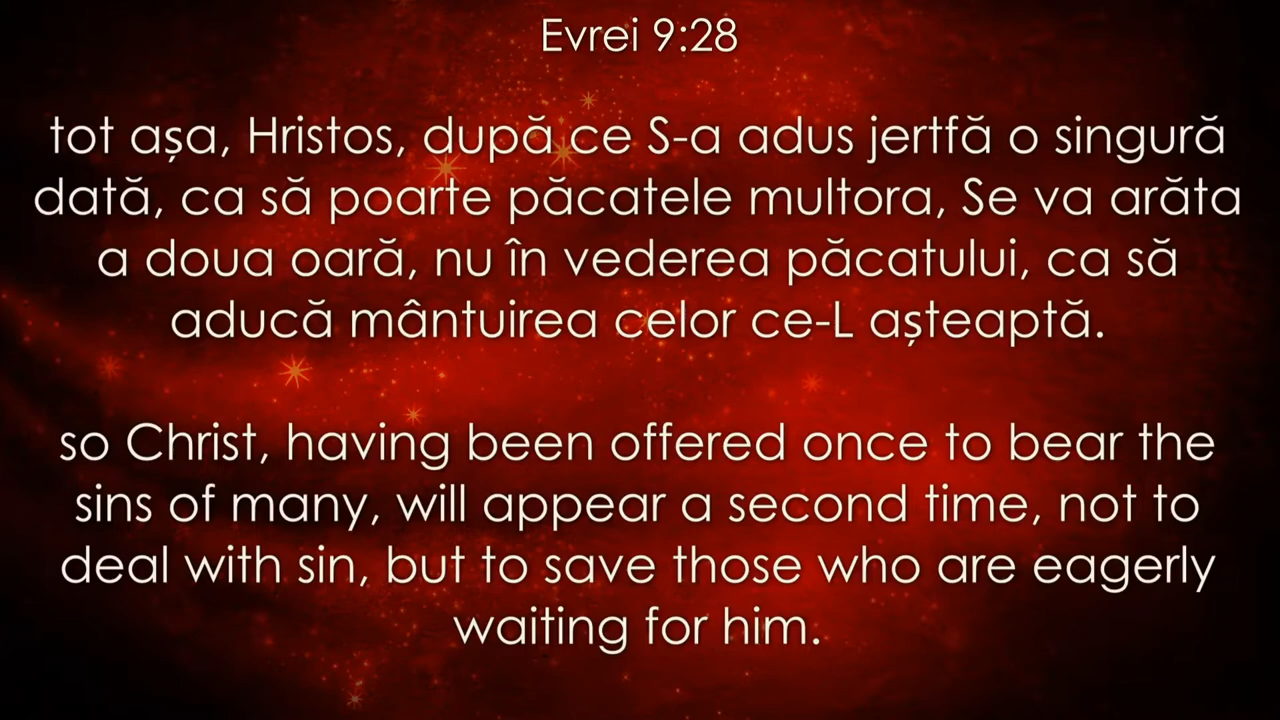 Evrei 9:28
tot așa, Hristos, după ce S-a adus jertfă o singură
dată, ca să poarte păcatele multora, Se va arăta
a doua oară, nu în vederea păcatului, ca să
aducă mântuirea celor ce-L așteaptă.
so Christ, having been offered once to bear the
sins of many, will appear a second time, not to
deal with sin, but to save those who are eagerly
waiting for him.